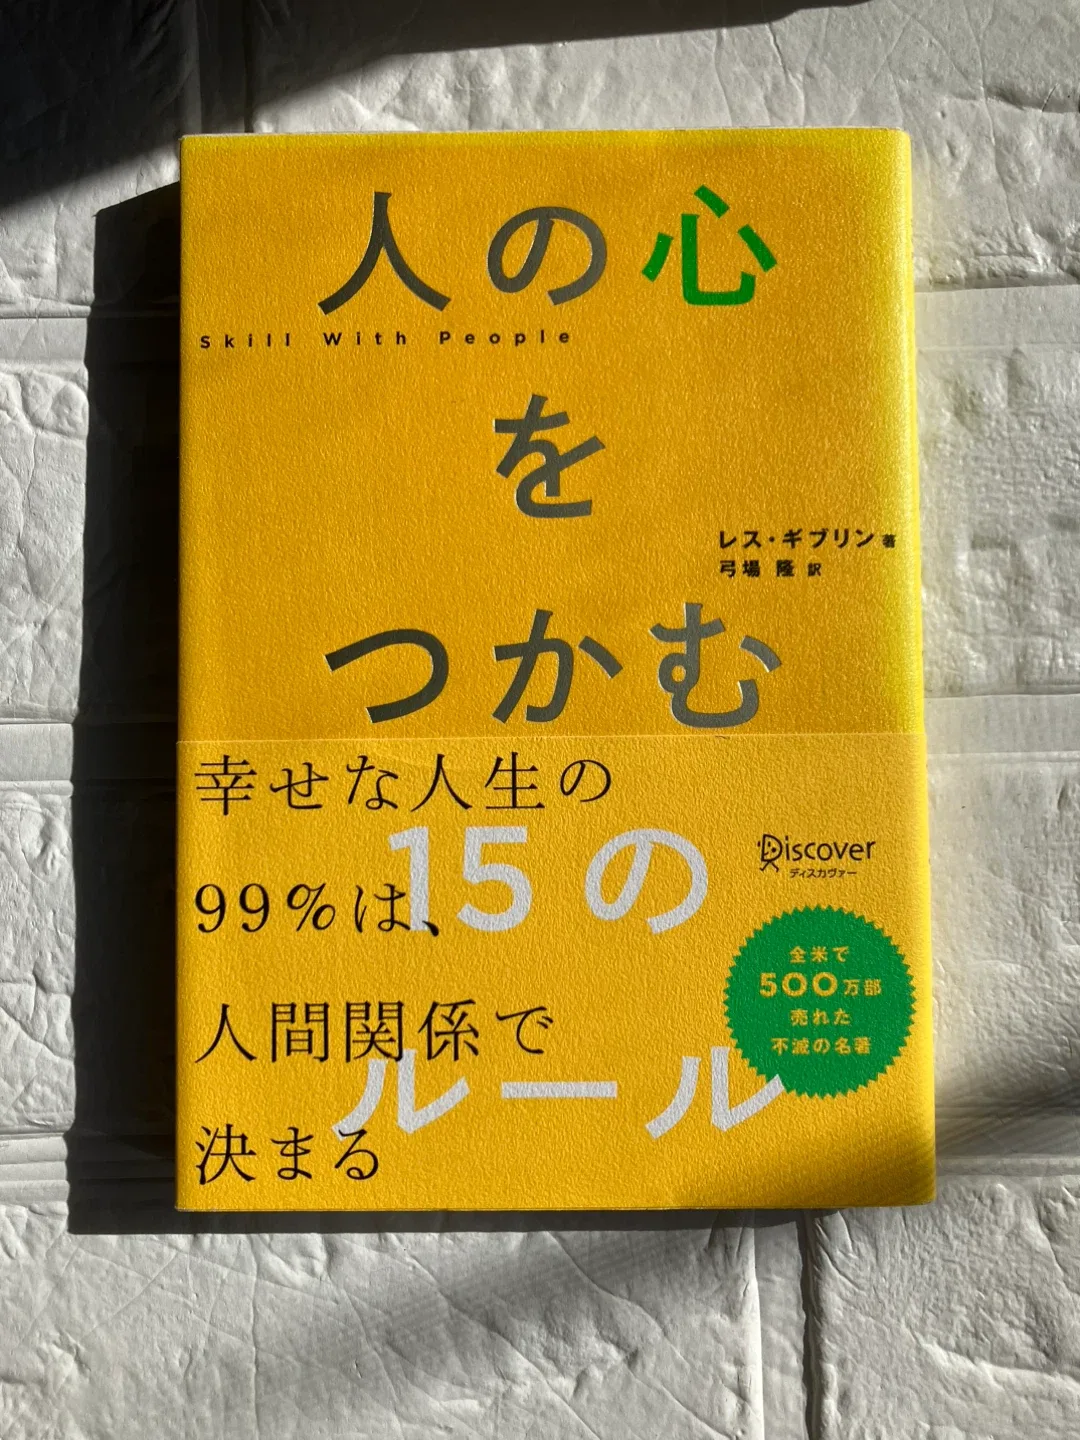 人の心
Skill With People
を
レス・ギブリン 著
弓場 隆 訳
つかむ
15の
ルール
幸せな人生の
99%は、
人間関係で
決まる
Discover
ディスカヴァー
全米で
500万部
売れた
不滅の名著